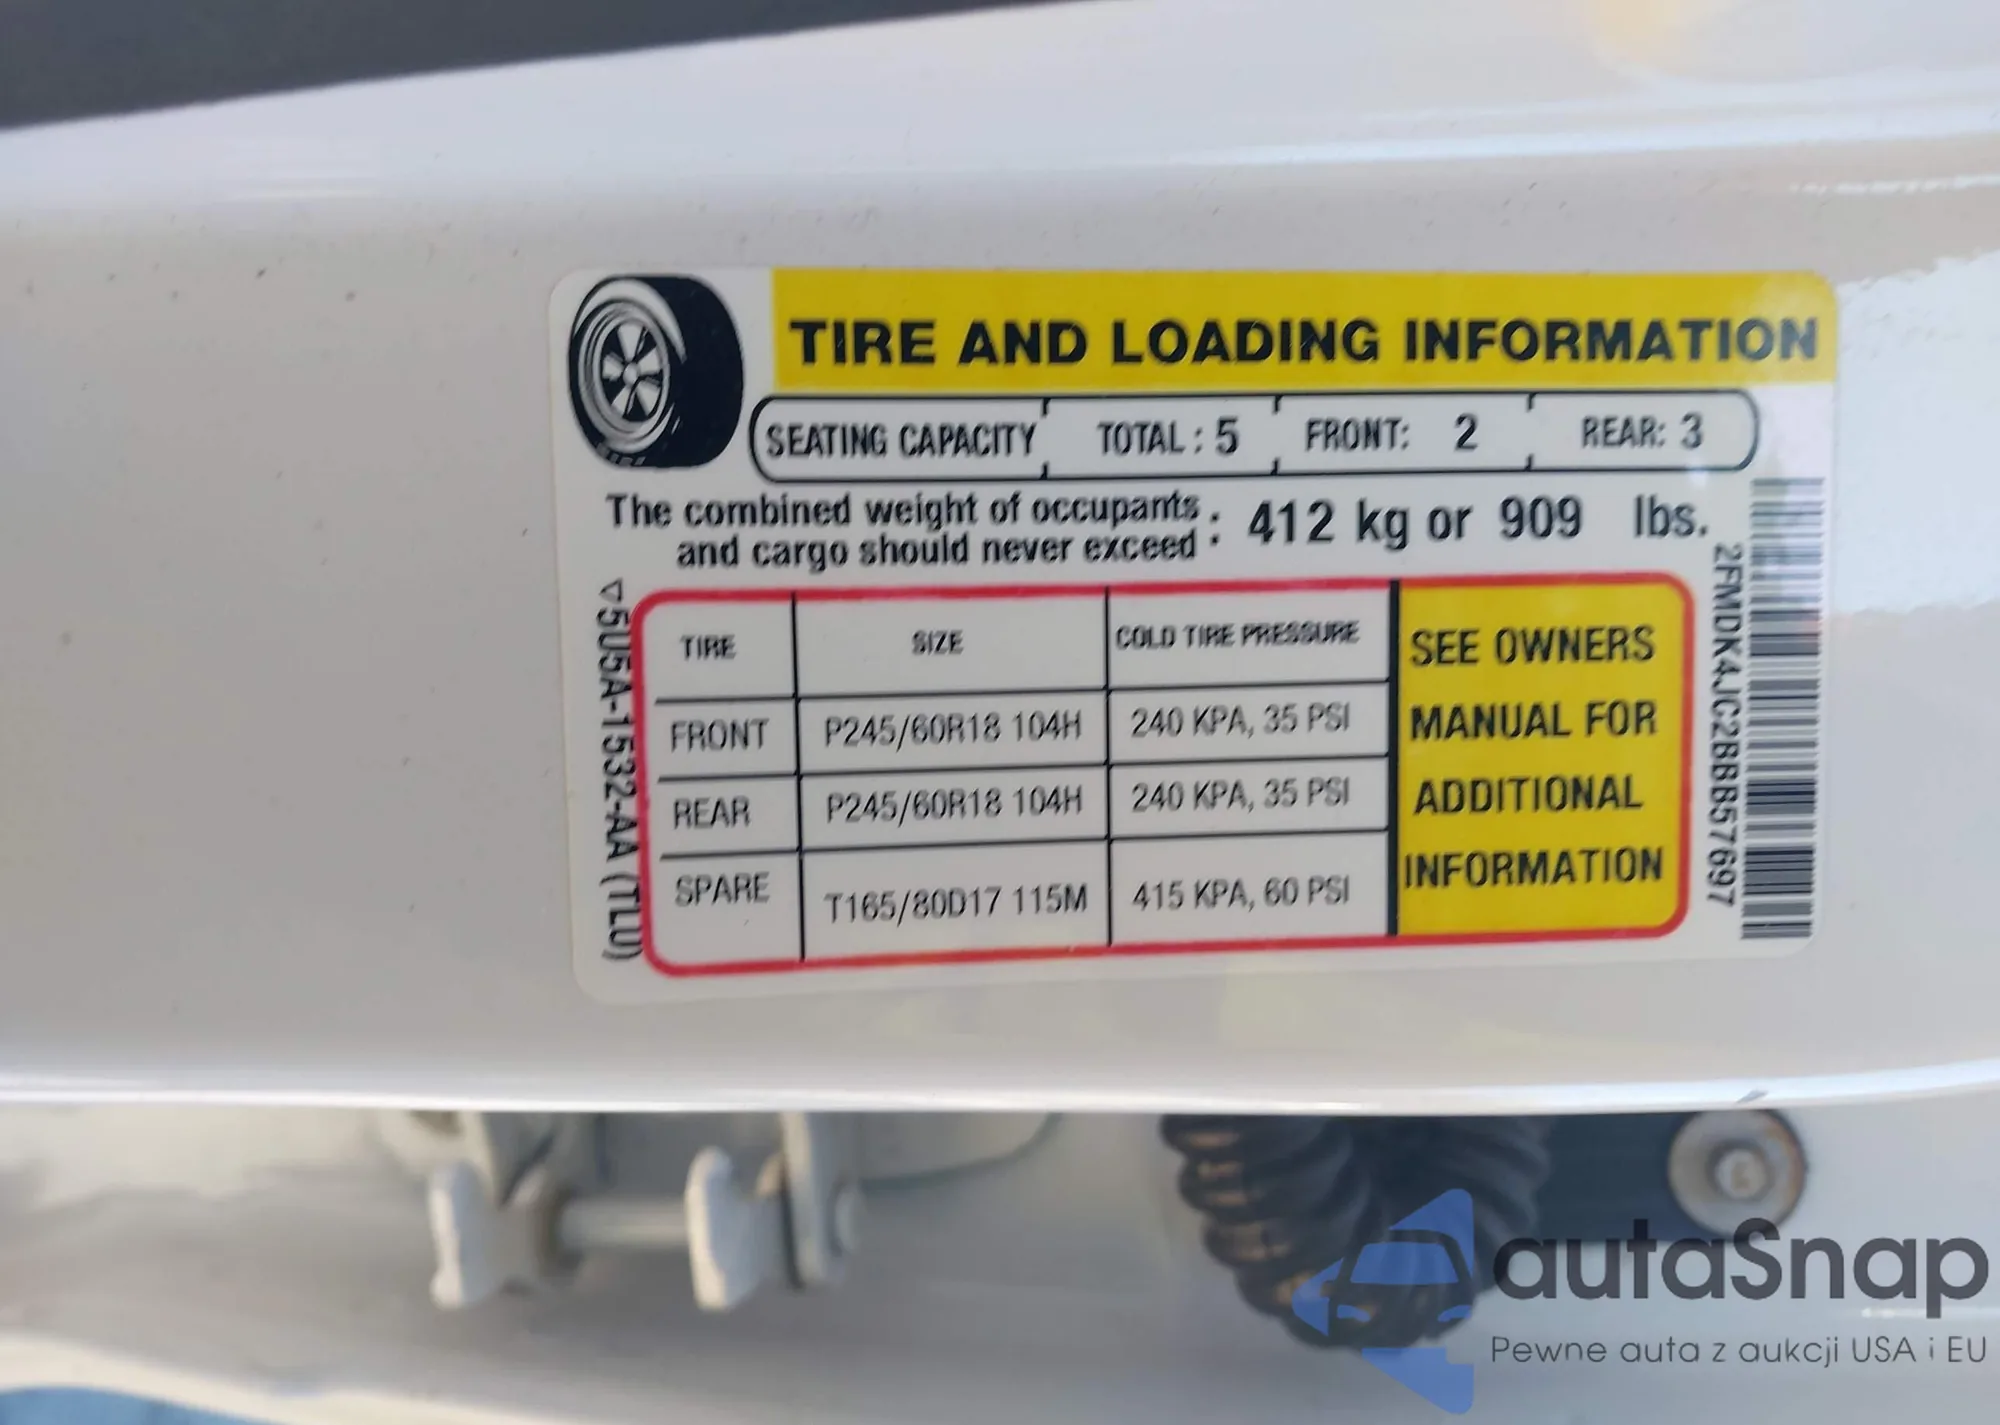 TIRE AND LOADING INFORMATION
SEATING CAPACITY TOTAL : 5 FRONT: 2 REAR: 3
The combined weight of occupants
and cargo should never exceed : 412 kg or 909 lbs.
5U5A-1532-AA (TLU)
TIRE SIZE COLD TIRE PRESSURE
FRONT P245/60R18 104H 240 KPA, 35 PSI
REAR P245/60R18 104H 240 KPA, 35 PSI
SPARE T165/80D17 115M 415 KPA, 60 PSI
SEE OWNERS
MANUAL FOR
ADDITIONAL
INFORMATION
2FMDK4JC2BBB57697
autaSnap
Pewne auta z aukcji USA i EU